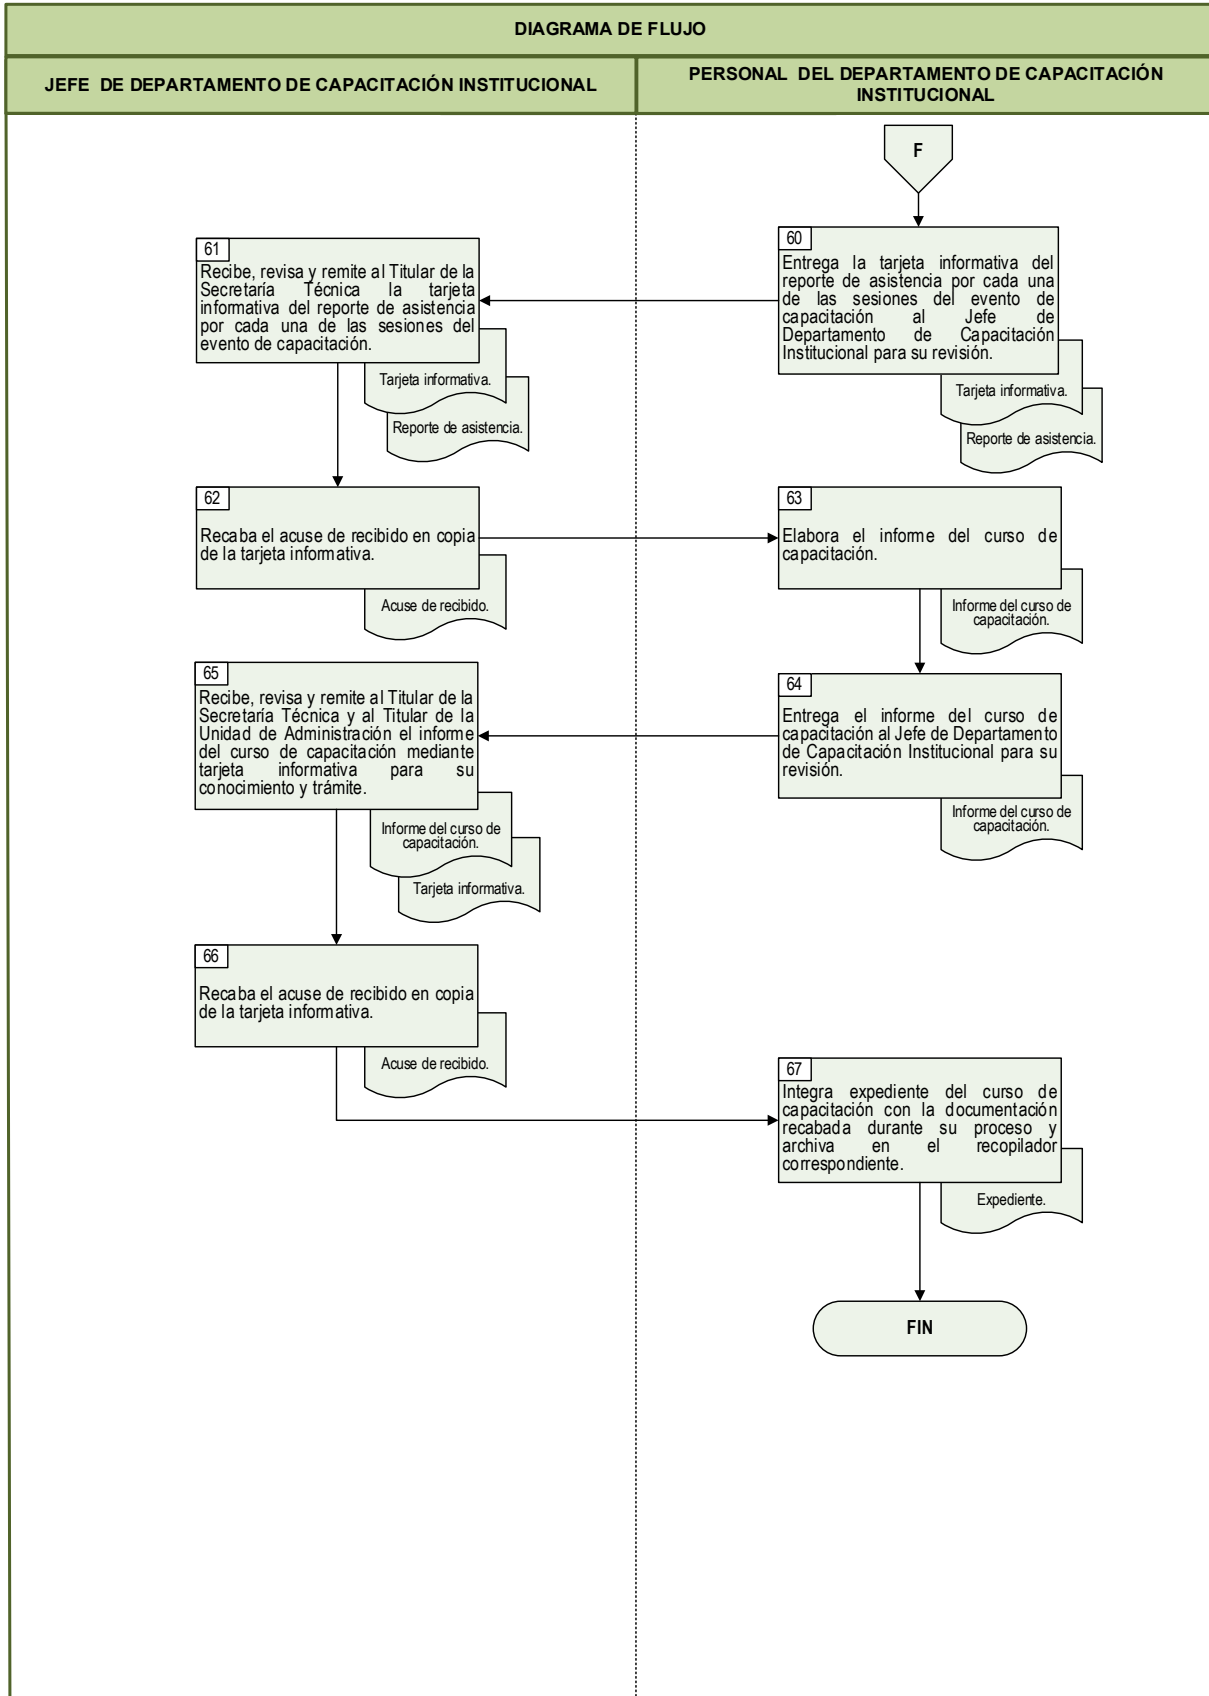 DIAGRAMA DE FLUJO
JEFE DE DEPARTAMENTO DE CAPACITACIÓN INSTITUCIONAL
PERSONAL DEL DEPARTAMENTO DE CAPACITACIÓN
INSTITUCIONAL
F
60
Entrega la tarjeta informativa del
reporte de asistencia por cada una
de las sesiones del evento de
capacitación al Jefe de
Departamento de Capacitación
Institucional para su revisión.
Tarjeta informativa.
Reporte de asistencia.
61
Recibe, revisa y remite al Titular de la
Secretaría Técnica la tarjeta
informativa del reporte de asistencia
por cada una de las sesiones del
evento de capacitación.
Tarjeta informativa.
Reporte de asistencia.
62
Recaba el acuse de recibido en copia
de la tarjeta informativa.
Acuse de recibido.
63
Elabora el informe del curso de
capacitación.
Informe del curso de
capacitación.
64
Entrega el informe del curso de
capacitación al Jefe de Departamento
de Capacitación Institucional para su
revisión.
Informe del curso de
capacitación.
65
Recibe, revisa y remite al Titular de la
Secretaría Técnica y al Titular de la
Unidad de Administración el informe
del curso de capacitación mediante
tarjeta informativa para su
conocimiento y trámite.
Informe del curso de
capacitación.
Tarjeta informativa.
66
Recaba el acuse de recibido en copia
de la tarjeta informativa.
Acuse de recibido.
67
Integra expediente del curso de
capacitación con la documentación
recabada durante su proceso y
archiva en el recopilador
correspondiente.
Expediente.
FIN